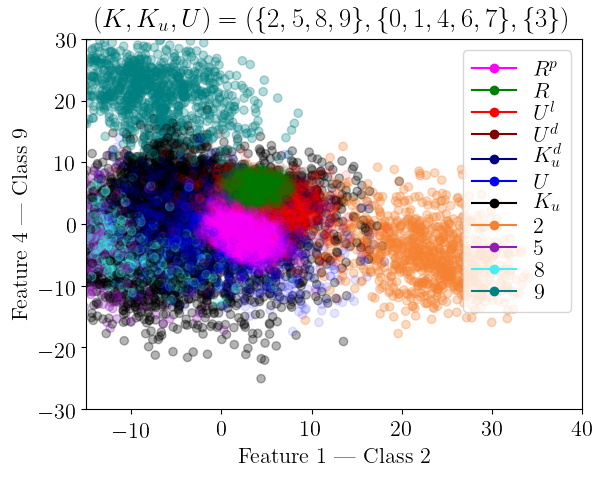 (K, K_u, U) = ({2, 5, 8, 9}, {0, 1, 4, 6, 7}, {3})
30
20
10
0
−10
−20
−30
Feature 4 — Class 9
−10
0
10
20
30
40
Feature 1 — Class 2
R^p
R
U^l
U^d
K_u^d
U
K_u
2
5
8
9